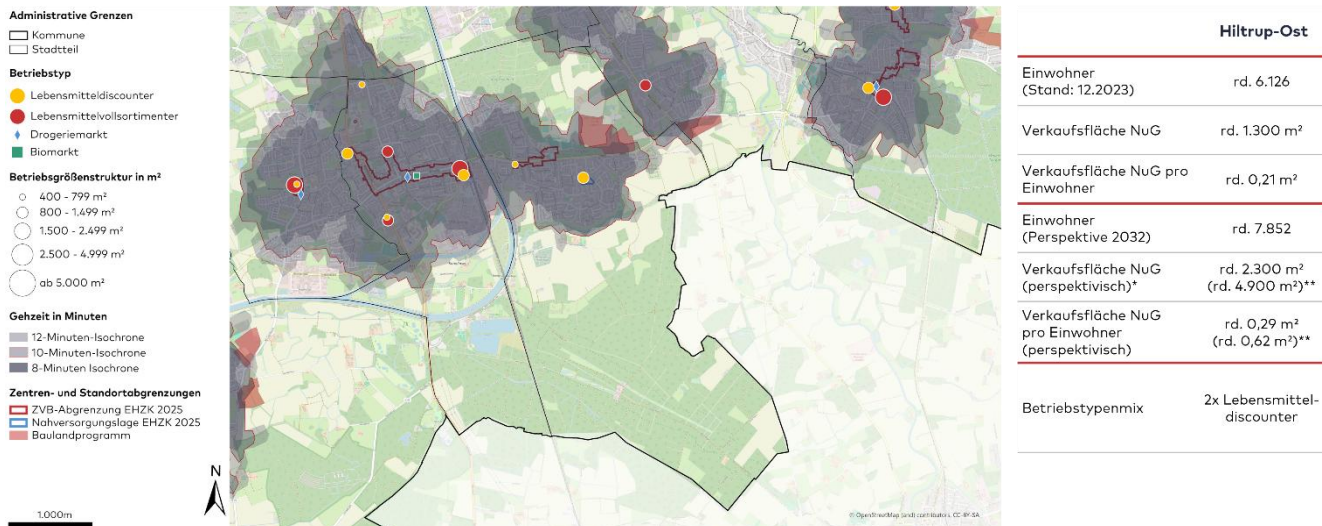 Administrative Grenzen
Kommune
Stadtteil
Betriebstyp
Lebensmitteldiscounter
Lebensmittelvollsortimenter
Drogeriemarkt
Biomarkt
Betriebsgrößenstruktur in m²
400 - 799 m²
800 - 1.499 m²
1.500 - 2.499 m²
2.500 - 4.999 m²
ab 5.000 m²
Gehzeit in Minuten
12-Minuten-Isochrone
10-Minuten-Isochrone
8-Minuten Isochrone
Zentren- und Standortabgrenzungen
ZVB-Abgrenzung EHZK 2025
Nahversorgungslage EHZK 2025
Baulandprogramm
N
1.000m
© OpenStreetMap (and) contributors, CC-BY-SA
Hiltrup-Ost
Einwohner
(Stand: 12.2023)
rd. 6.126
Verkaufsfläche NuG
rd. 1.300 m²
Verkaufsfläche NuG pro
Einwohner
rd. 0,21 m²
Einwohner
(Perspektive 2032)
rd. 7.852
Verkaufsfläche NuG
(perspektivisch)*
rd. 2.300 m²
(rd. 4.900 m²)**
Verkaufsfläche NuG
pro Einwohner
(perspektivisch)
rd. 0,29 m²
(rd. 0,62 m²)**
Betriebstypenmix
2x Lebensmittel-
discounter